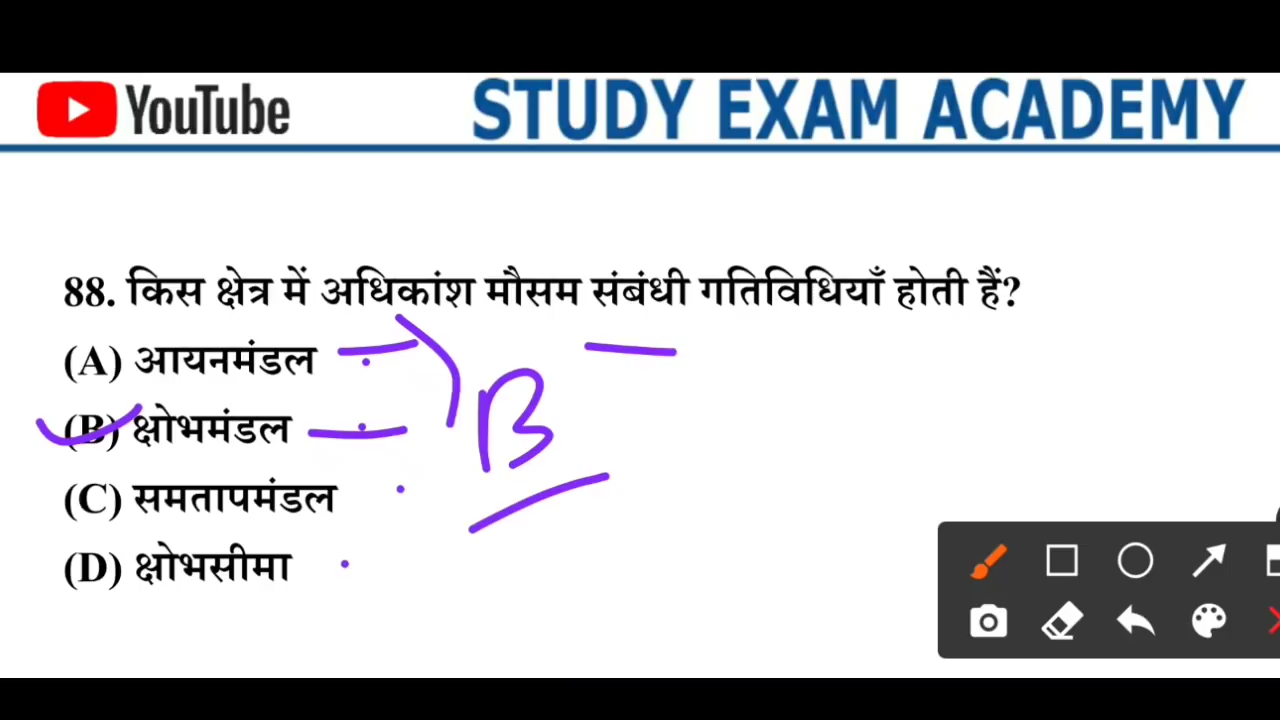 YouTube STUDY EXAM ACADEMY
88. किस क्षेत्र में अधिकांश मौसम संबंधी गतिविधियाँ होती हैं?
(A) आयनमंडल
(B) क्षोभमंडल
B
(C) समतापमंडल
(D) क्षोभसीमा